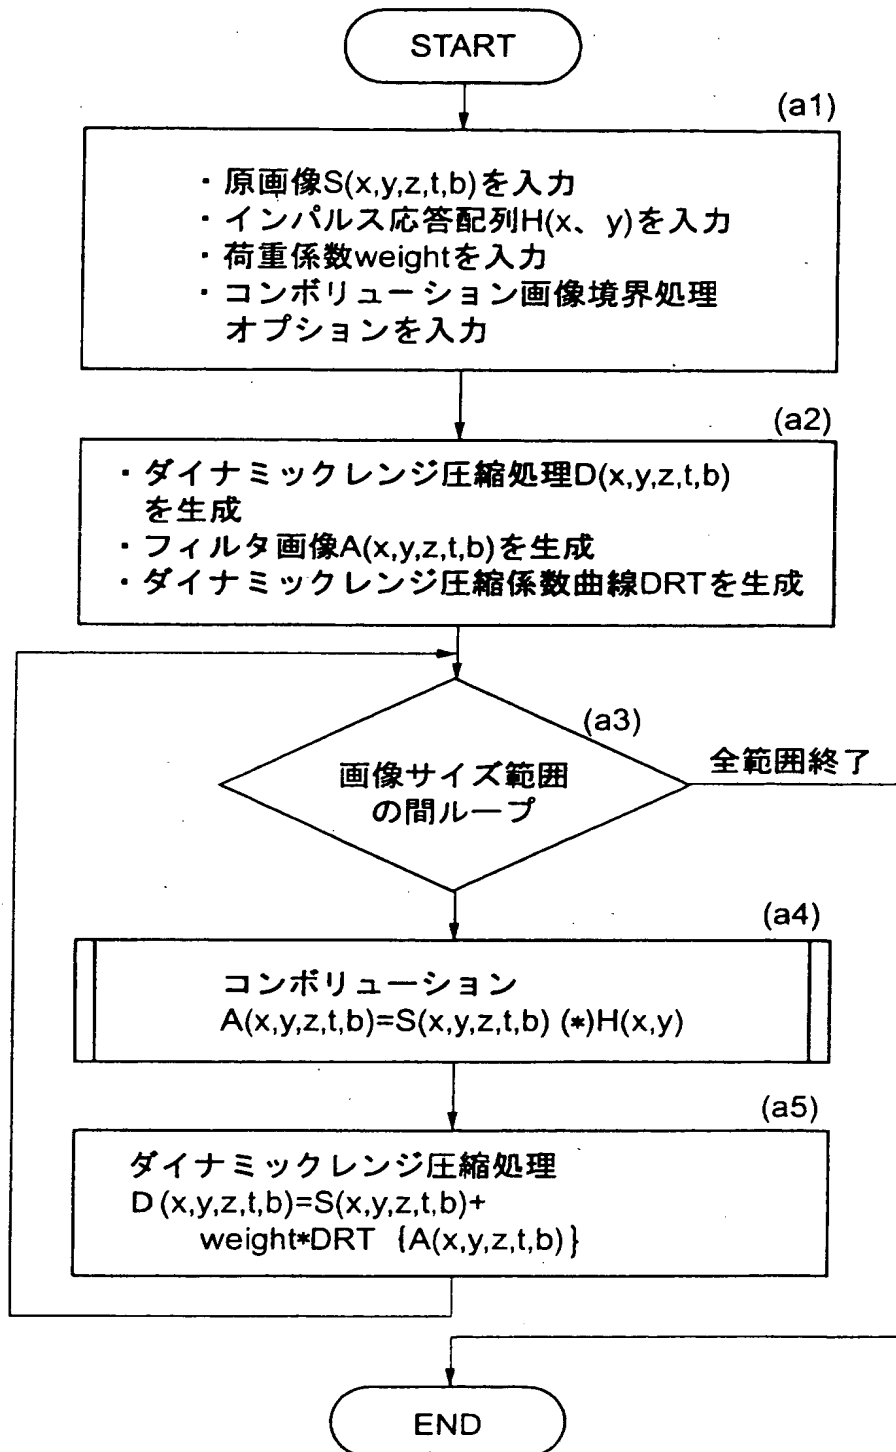 START
(a1)
・原画像S(x,y,z,t,b)を入力
・インパルス応答配列H(x、y)を入力
・荷重係数weightを入力
・コンボリューション画像境界処理
オプションを入力
(a2)
・ダイナミックレンジ圧縮処理D(x,y,z,t,b)
を生成
・フィルタ画像A(x,y,z,t,b)を生成
・ダイナミックレンジ圧縮係数曲線DRTを生成
(a3)
画像サイズ範囲
の間ループ
全範囲終了
(a4)
コンボリューション
A(x,y,z,t,b)=S(x,y,z,t,b) (*)H(x,y)
(a5)
ダイナミックレンジ圧縮処理
D(x,y,z,t,b)=S(x,y,z,t,b)+
weight*DRT {A(x,y,z,t,b)}
END